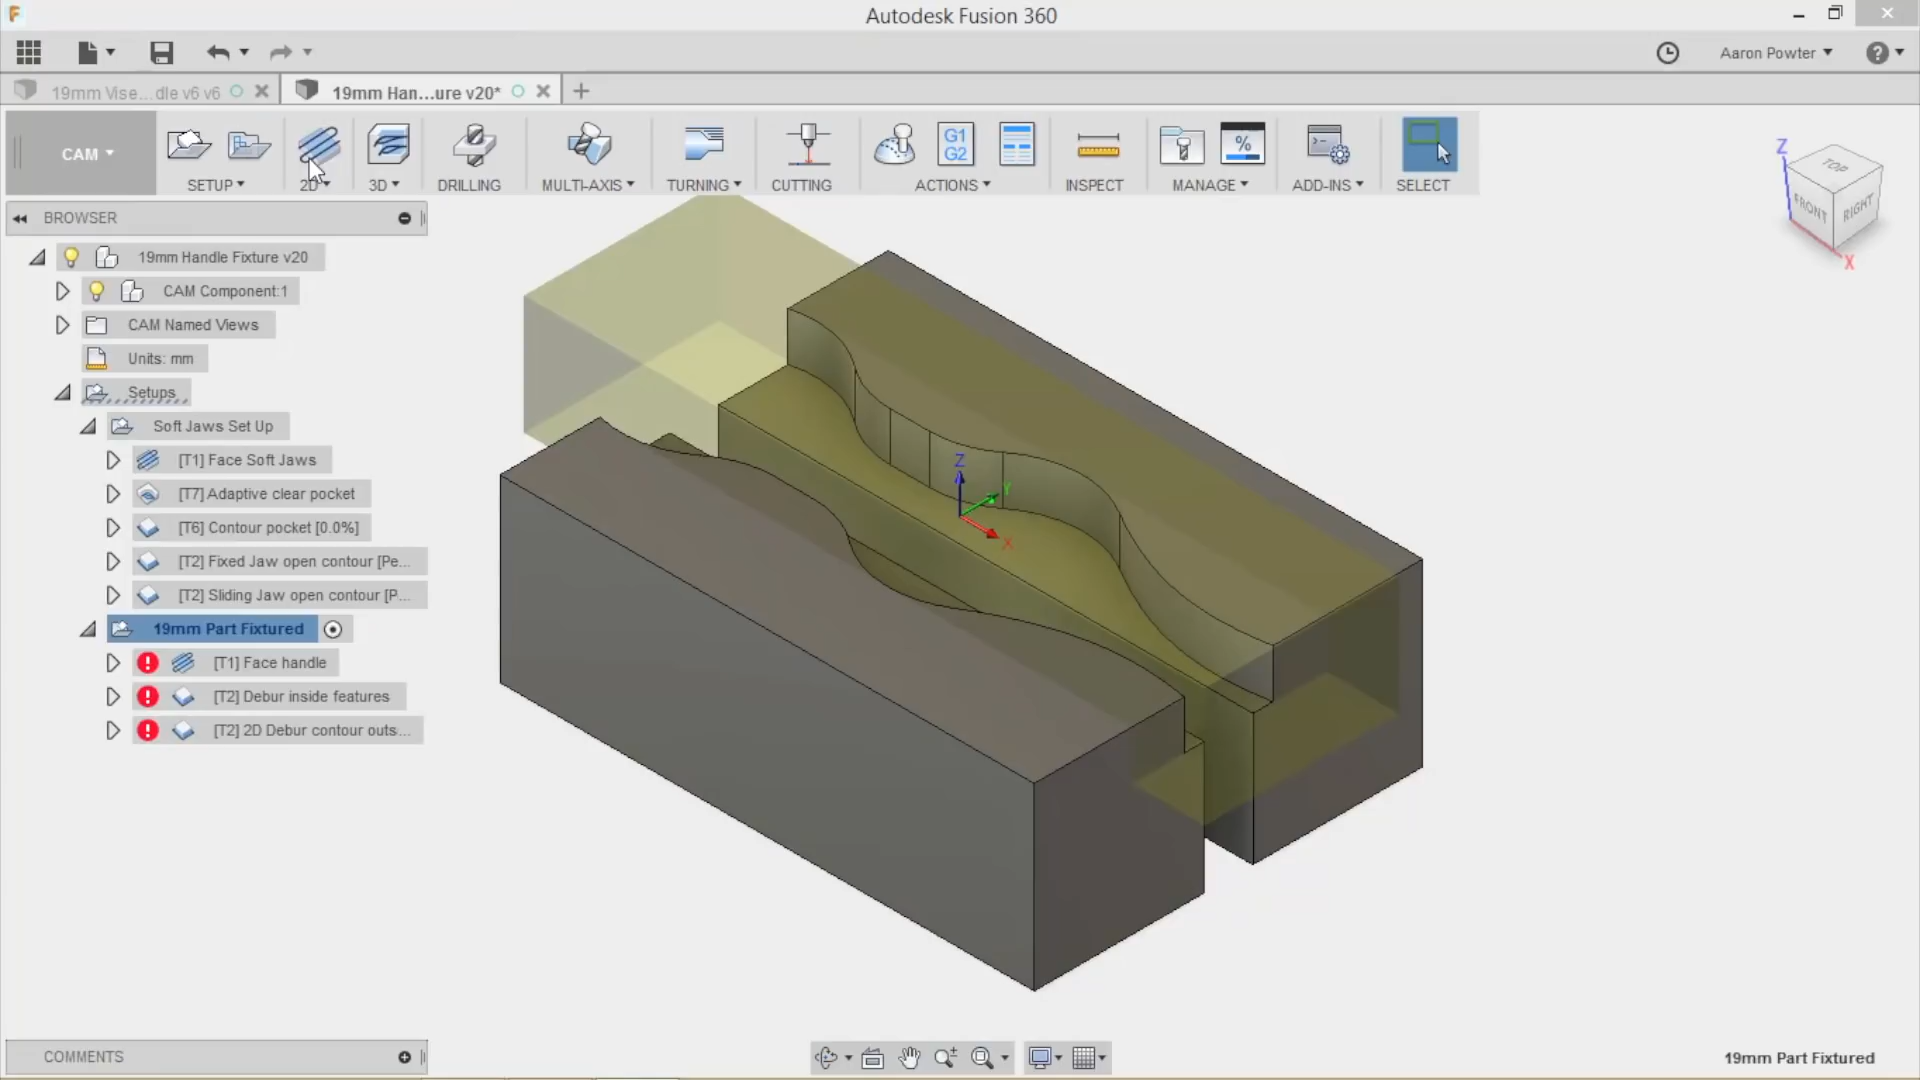 Autodesk Fusion 360
Aaron Powter
19mm Vise...dle v6 v6
19mm Han...ure v20*
CAM
SETUP
2D
3D
DRILLING
MULTI-AXIS
TURNING
CUTTING
G1
G2
ACTIONS
INSPECT
%
MANAGE
ADD-INS
SELECT
BROWSER
19mm Handle Fixture v20
CAM Component:1
CAM Named Views
Units: mm
Setups
Soft Jaws Set Up
[T1] Face Soft Jaws
[T7] Adaptive clear pocket
[T6] Contour pocket [0.0%]
[T2] Fixed Jaw open contour [Pe...
[T2] Sliding Jaw open contour [P...
19mm Part Fixtured
[T1] Face handle
[T2] Debur inside features
[T2] 2D Debur contour outs...
Z
TOP
FRONT
RIGHT
X
Z
Y
X
COMMENTS
19mm Part Fixtured